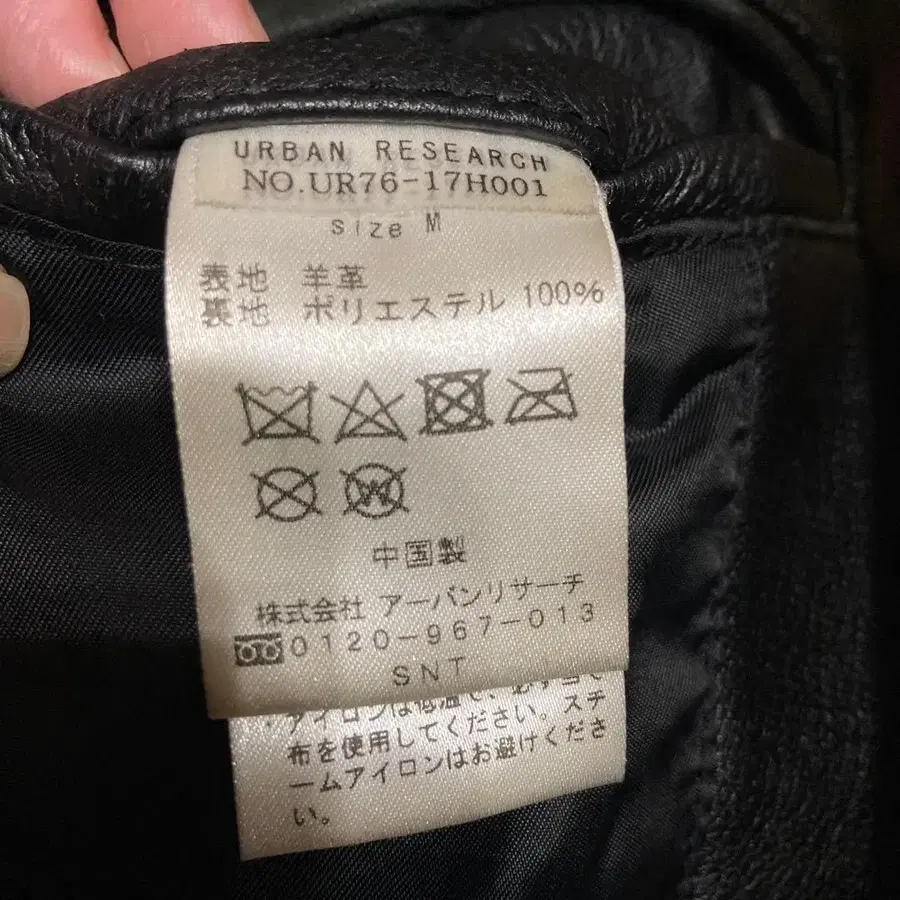 URBAN RESEARCH
NO.UR76-17H001
size M
表地 羊革
裏地 ポリエステル 100%
W
中国製
株式会社 アーバンリサーチ
0120-967-013
SNT
アイロンは低温で、必ず当て
布を使用してください。スチ
ームアイロンはお避けくださ
い。